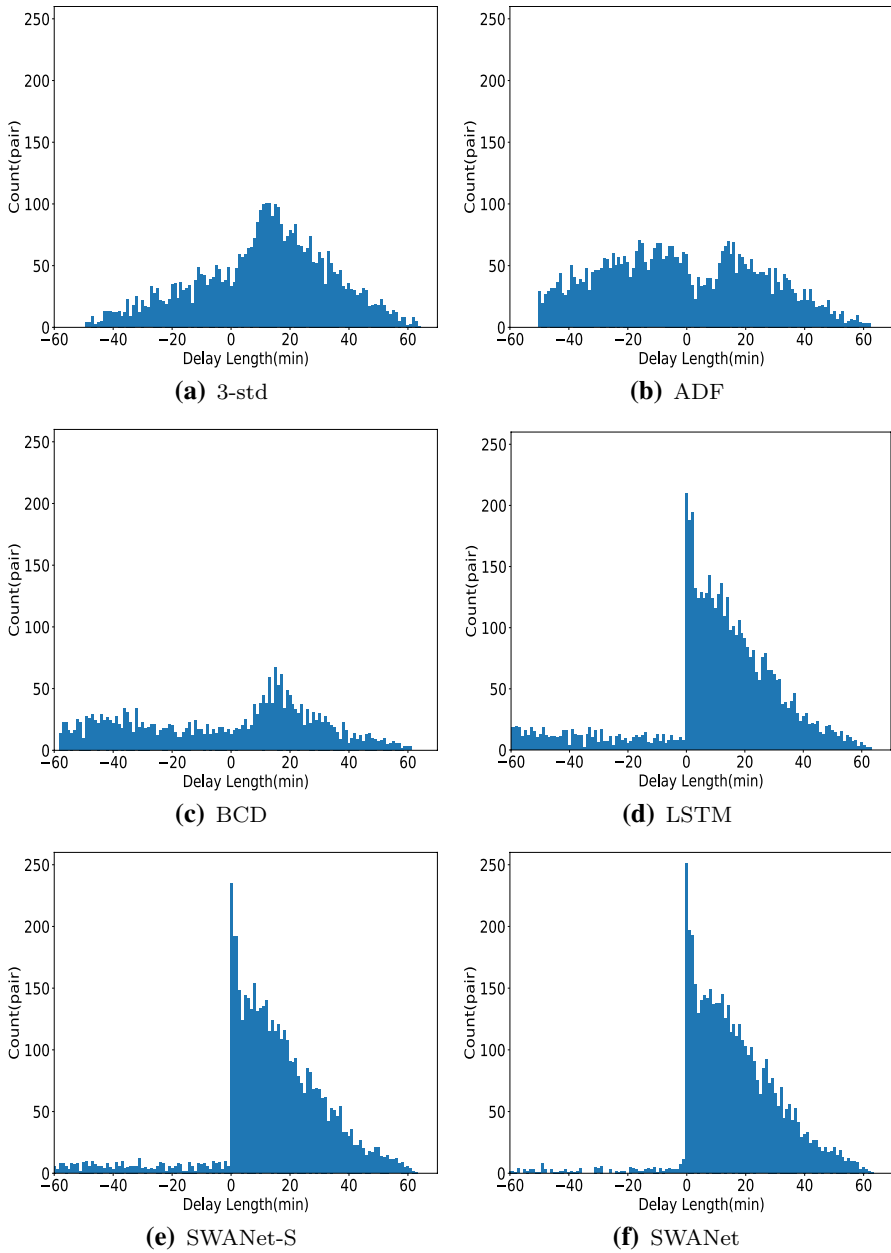 250
200
150
100
50
0
Count(pair)
−60 −40 −20 0 20 40 60
Delay Length(min)
(a) 3-std
250
200
150
100
50
0
Count(pair)
−60 −40 −20 0 20 40 60
Delay Length(min)
(b) ADF
250
200
150
100
50
0
Count(pair)
−60 −40 −20 0 20 40 60
Delay Length(min)
(c) BCD
250
200
150
100
50
0
Count(pair)
−60 −40 −20 0 20 40 60
Delay Length(min)
(d) LSTM
250
200
150
100
50
0
Count(pair)
−60 −40 −20 0 20 40 60
Delay Length(min)
(e) SWANet-S
250
200
150
100
50
0
Count(pair)
−60 −40 −20 0 20 40 60
Delay Length(min)
(f) SWANet